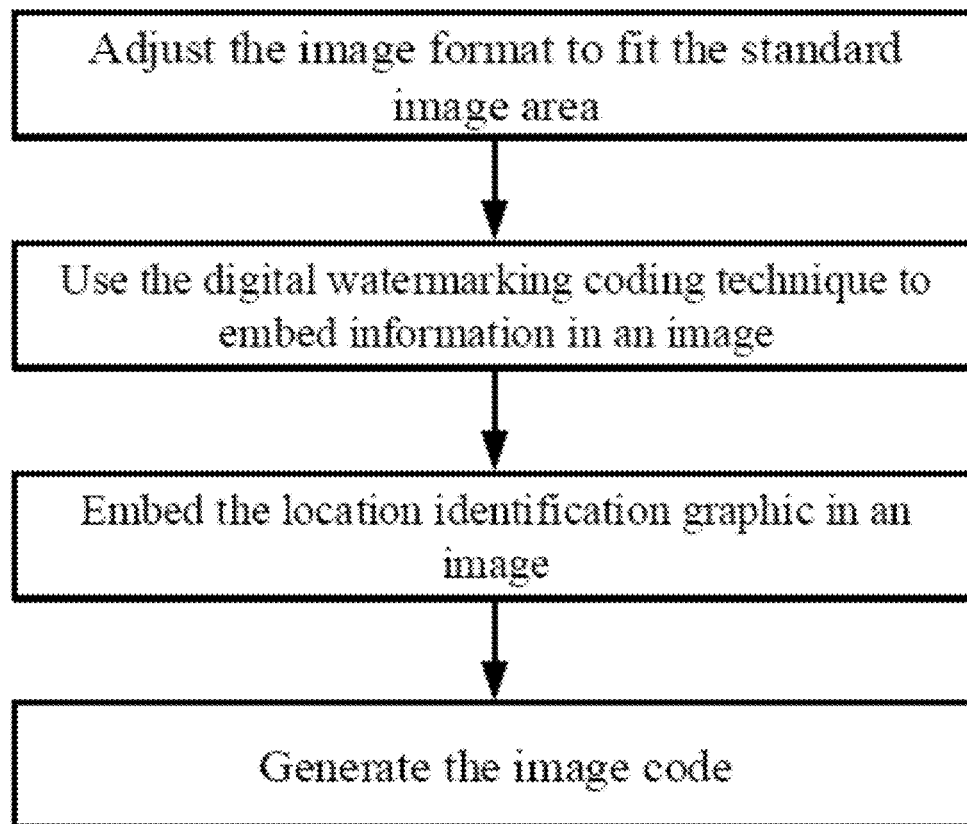 Adjust the image format to fit the standard
image area
Use the digital watermarking coding technique to
embed information in an image
Embed the location identification graphic in an
image
Generate the image code